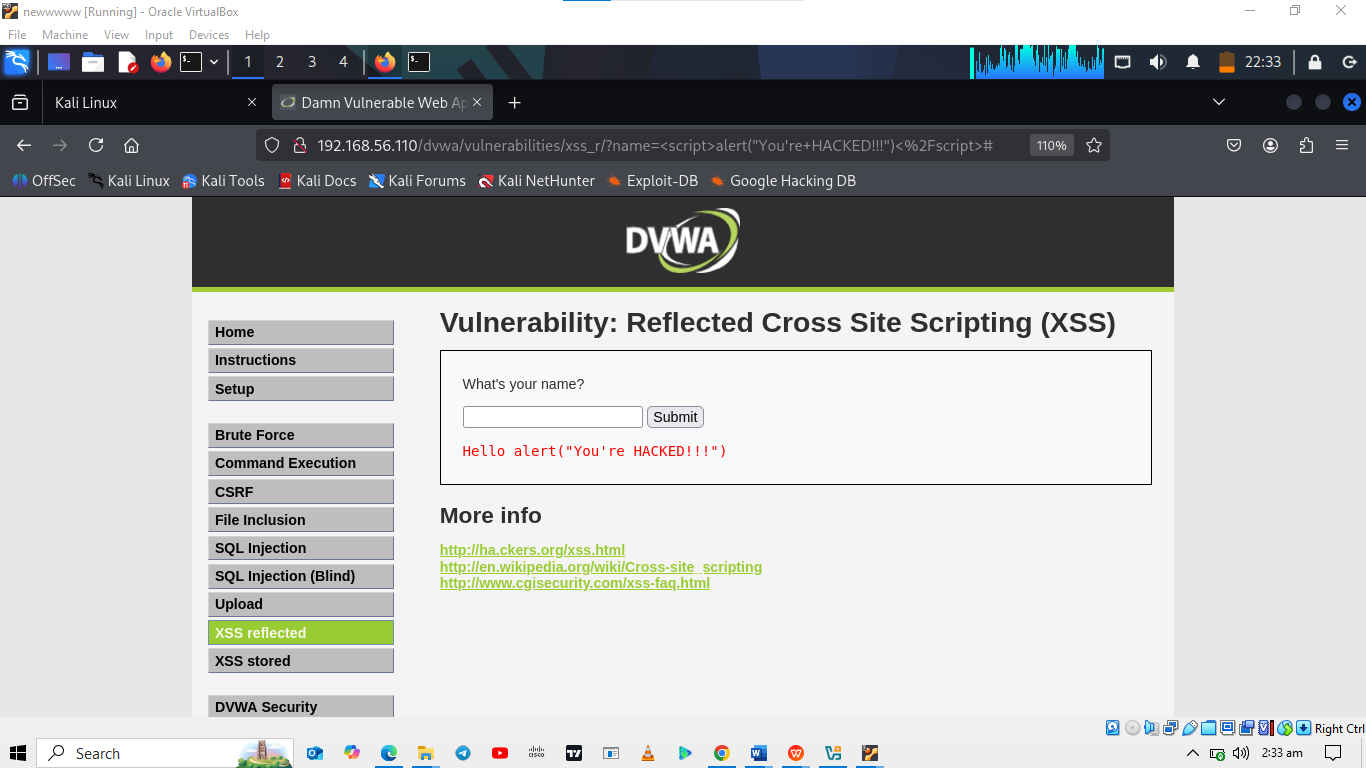 newwwww [Running] - Oracle VirtualBox
File Machine View Input Devices Help
1 2 3 4 22:33
Kali Linux Damn Vulnerable Web Ap
192.168.56.110/dvwa/vulnerabilities/xss_r/?name=<script>alert("You're+HACKED!!!")<%2Fscript># 110%
OffSec Kali Linux Kali Tools Kali Docs Kali Forums Kali NetHunter Exploit-DB Google Hacking DB
DVWA
Vulnerability: Reflected Cross Site Scripting (XSS)
Home
Instructions
Setup
Brute Force
Command Execution
CSRF
File Inclusion
SQL Injection
SQL Injection (Blind)
Upload
XSS reflected
XSS stored
DVWA Security
What's your name?
Submit
Hello alert("You're HACKED!!!")
More info
http://ha.ckers.org/xss.html
http://en.wikipedia.org/wiki/Cross-site_scripting
http://www.cgisecurity.com/xss-faq.html
Right Ctrl
Search 2:33 am